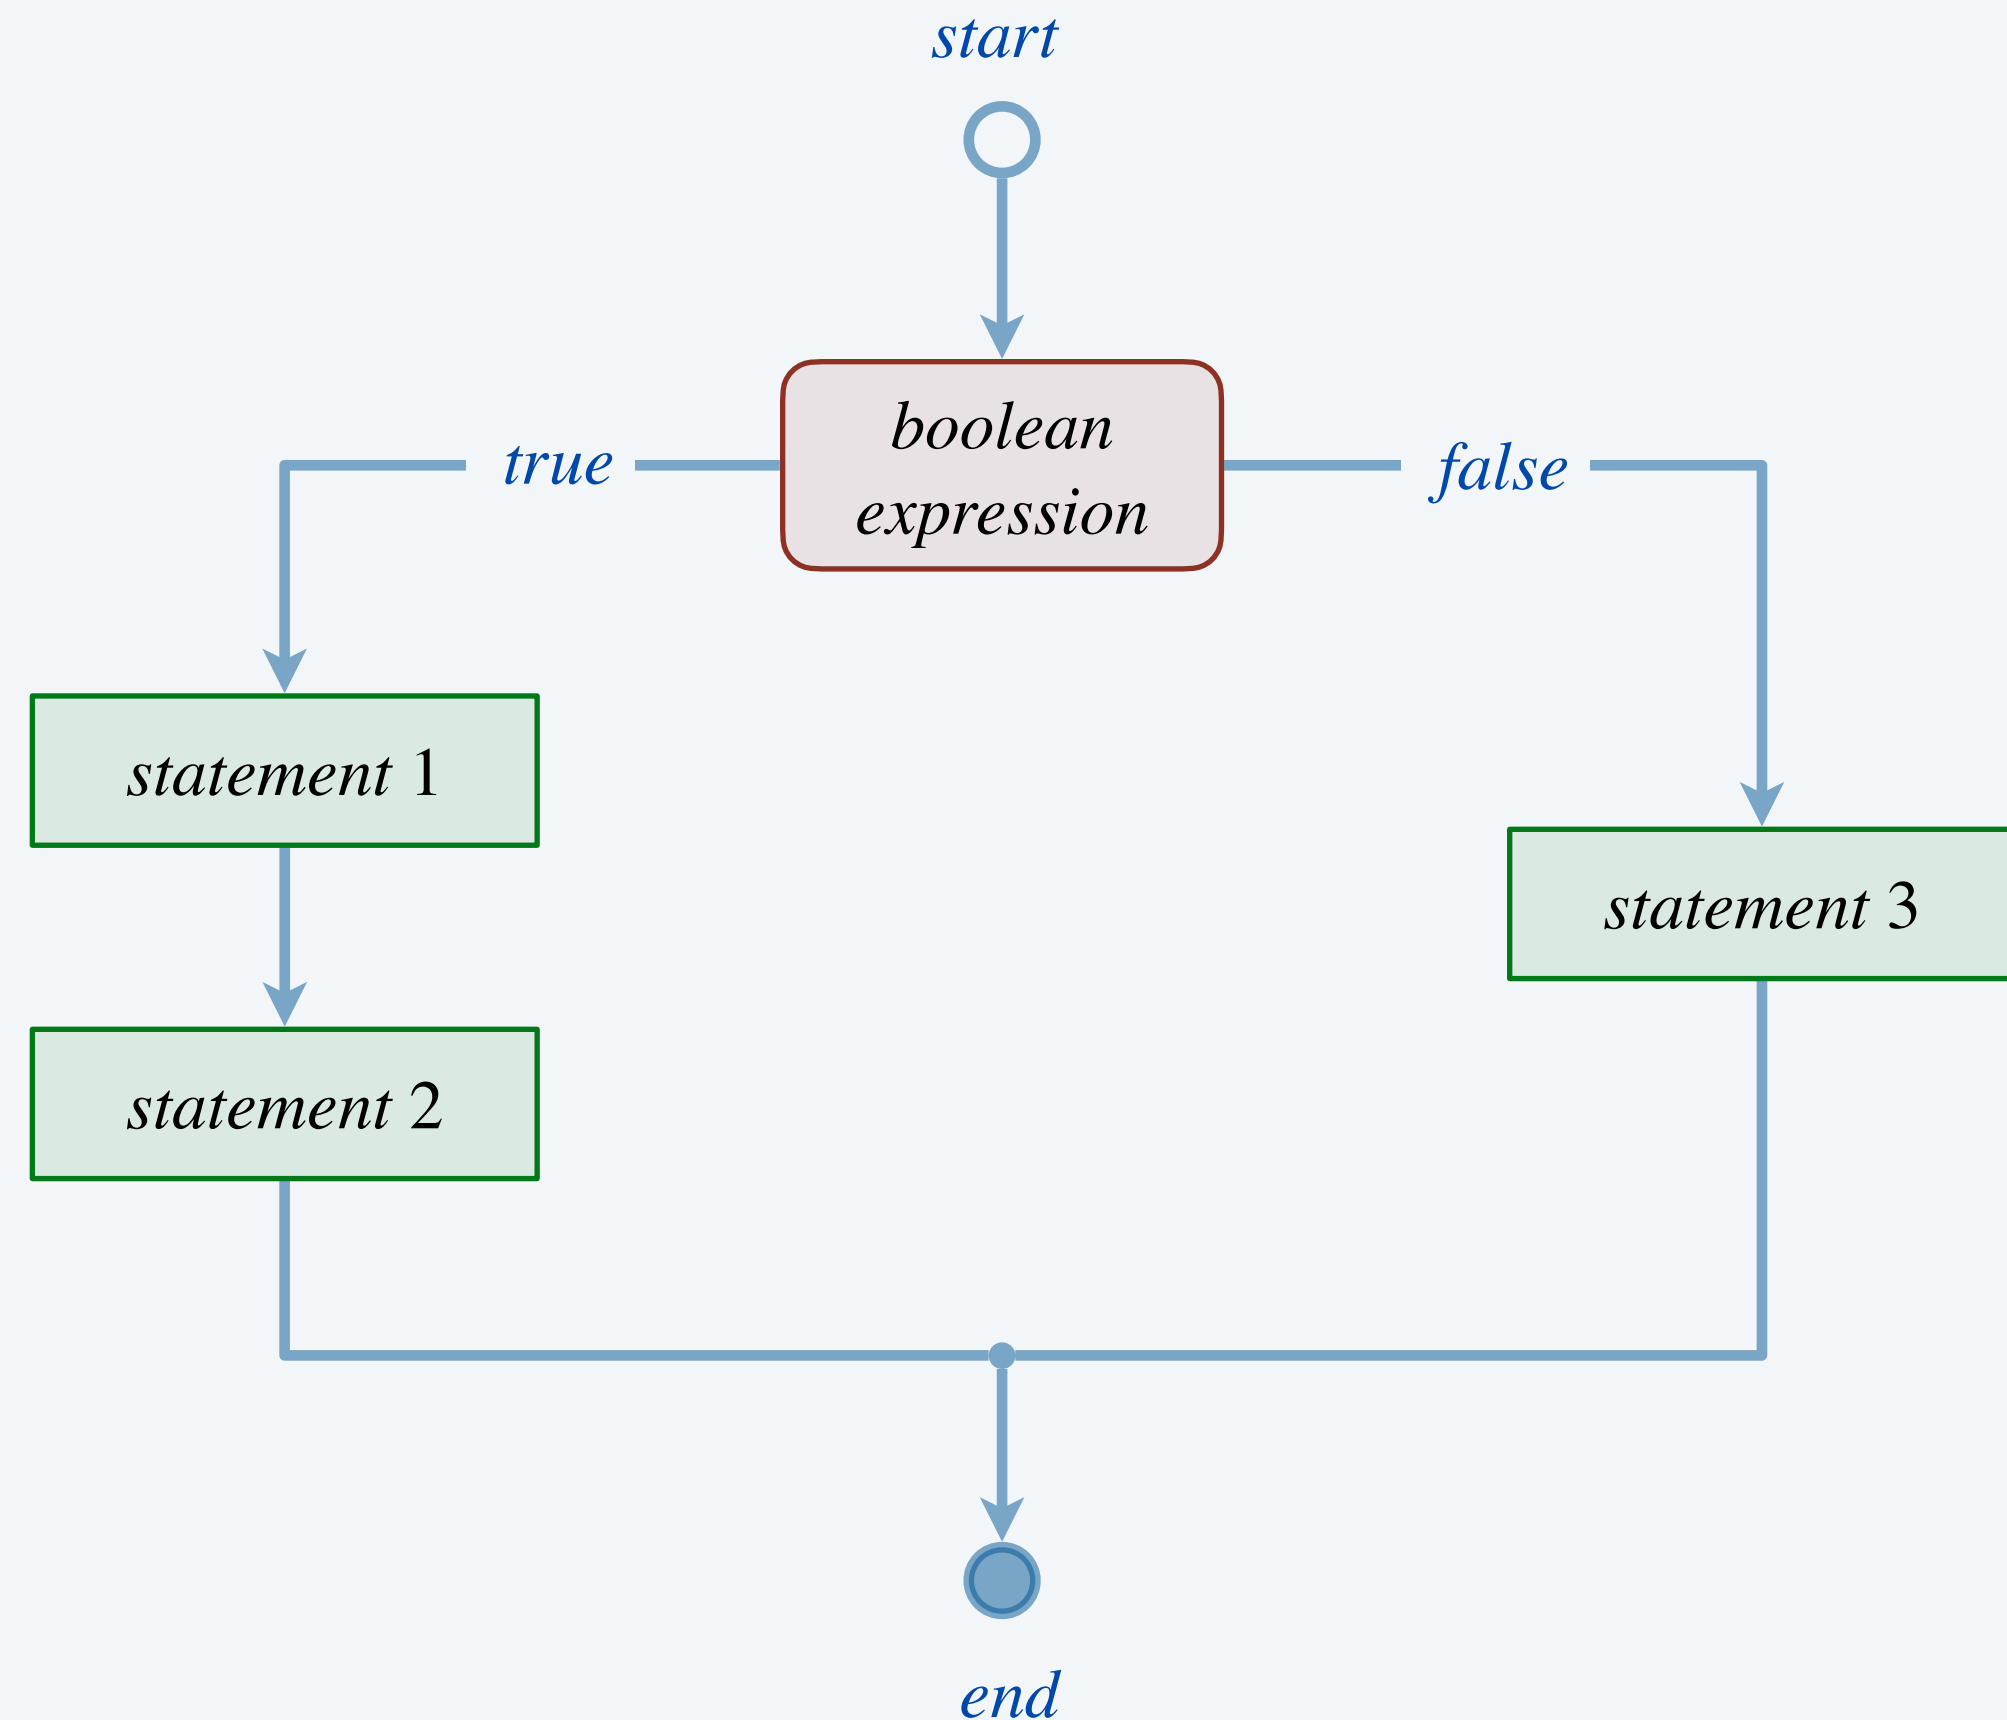 start
boolean
expression
true
false
statement 1
statement 3
statement 2
end